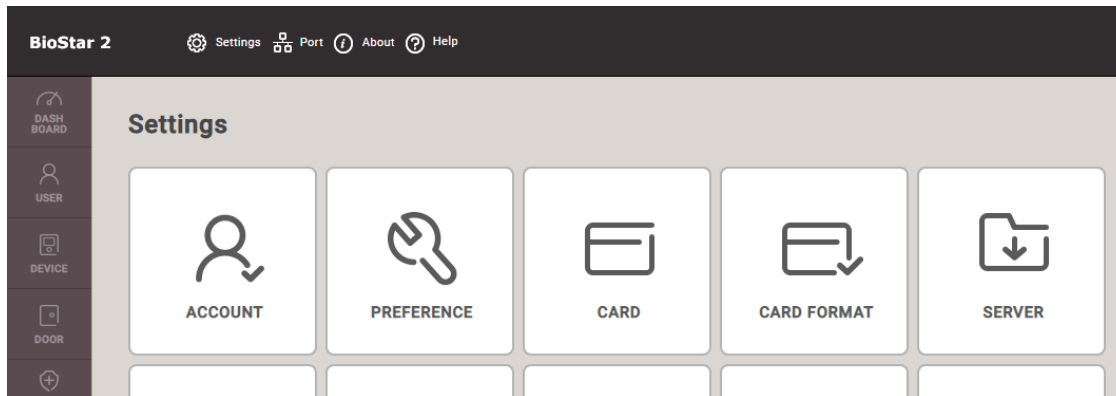 BioStar 2 Settings Port About Help
DASH
BOARD
Settings
USER
DEVICE
ACCOUNT PREFERENCE CARD CARD FORMAT SERVER
DOOR